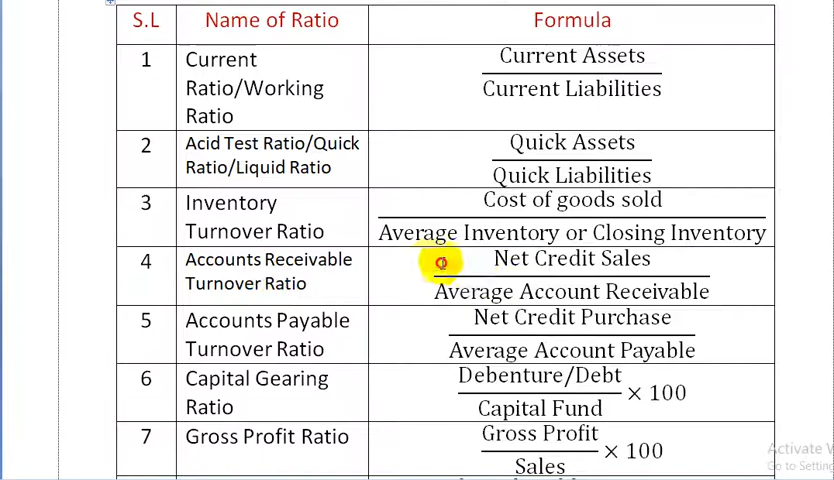 S.L Name of Ratio Formula
1 Current Ratio/Working Ratio
Current Assets
Current Liabilities
2 Acid Test Ratio/Quick Ratio/Liquid Ratio
Quick Assets
Quick Liabilities
3 Inventory Turnover Ratio
Cost of goods sold
Average Inventory or Closing Inventory
4 Accounts Receivable Turnover Ratio
Net Credit Sales
Average Account Receivable
5 Accounts Payable Turnover Ratio
Net Credit Purchase
Average Account Payable
6 Capital Gearing Ratio
Debenture/Debt
Capital Fund
× 100
7 Gross Profit Ratio
Gross Profit
Sales
× 100
Activate
Go to Setting